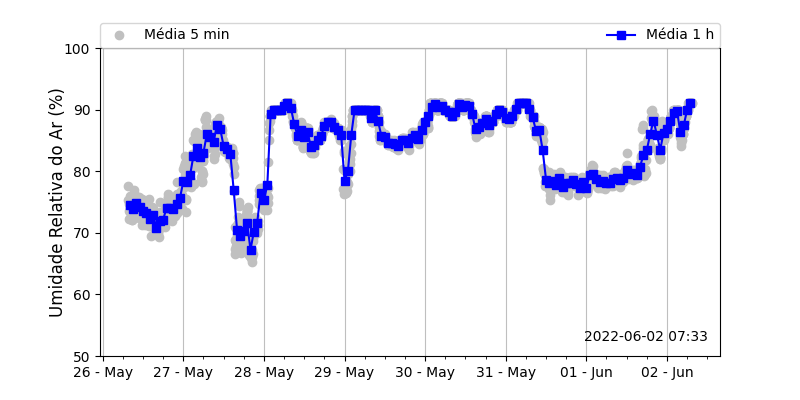 Média 5 min
Média 1 h
Umidade Relativa do Ar (%)
100
90
80
70
60
50
2022-06-02 07:33
26 - May
27 - May
28 - May
29 - May
30 - May
31 - May
01 - Jun
02 - Jun